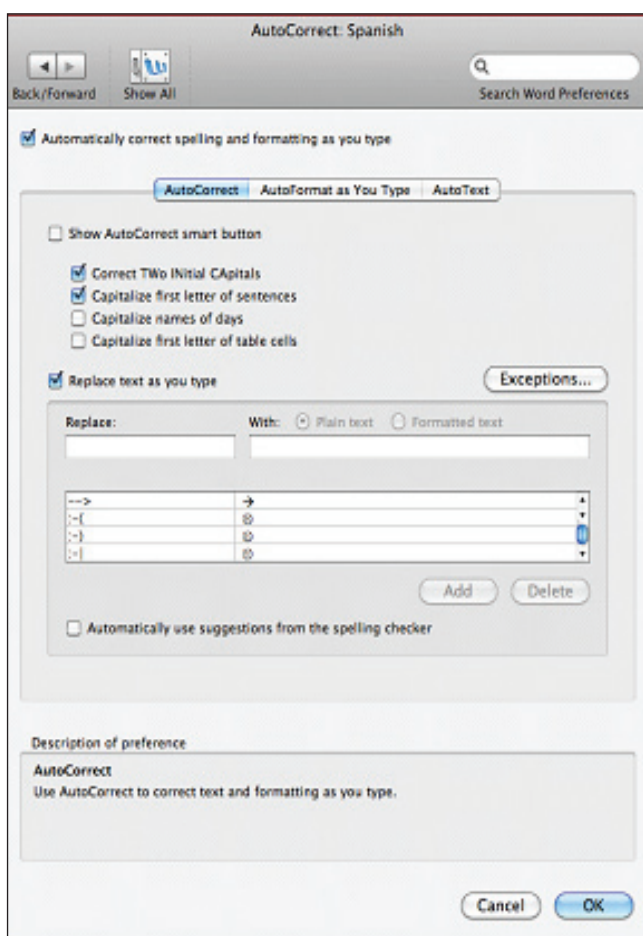 AutoCorrect: Spanish
Back/Forward Show All Search Word Preferences
Automatically correct spelling and formatting as you type
AutoCorrect AutoFormat as You Type AutoText
Show AutoCorrect smart button
Correct TWo INitial CApitals
Capitalize first letter of sentences
Capitalize names of days
Capitalize first letter of table cells
Replace text as you type Exceptions...
Replace: With: Plain text Formatted text
--> →
Add Delete
Automatically use suggestions from the spelling checker
Description of preference
AutoCorrect
Use AutoCorrect to correct text and formatting as you type.
Cancel OK